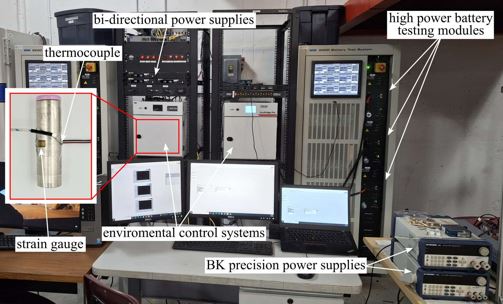 bi-directional power supplies
high power battery
testing modules
thermocouple
strain gauge
enviromental control systems
BK precision power supplies